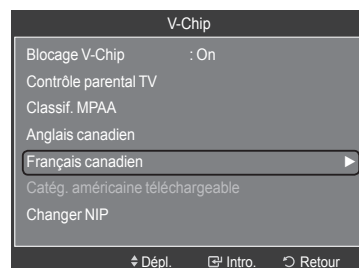 V-Chip
Blocage V-Chip : On
Contrôle parental TV
Classif. MPAA
Anglais canadien
Français canadien
Catég. américaine téléchargeable
Changer NIP
Dépl. Intro. Retour